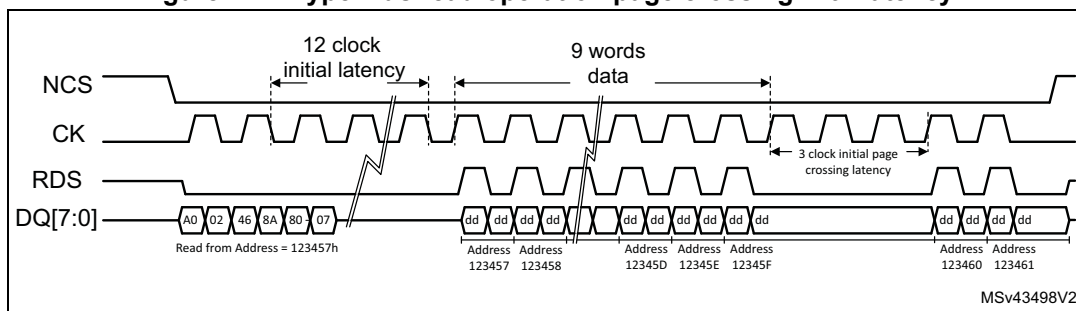 12 clock
initial latency
9 words
data
NCS
CK
3 clock initial page
crossing latency
RDS
DQ[7:0]
A0 02 46 8A 80 07 dd dd dd dd dd dd dd dd dd dd dd dd dd dd
Read from Address = 123457h
Address
123457
Address
123458
Address
12345D
Address
12345E
Address
12345F
Address
123460
Address
123461
MSv43498V2